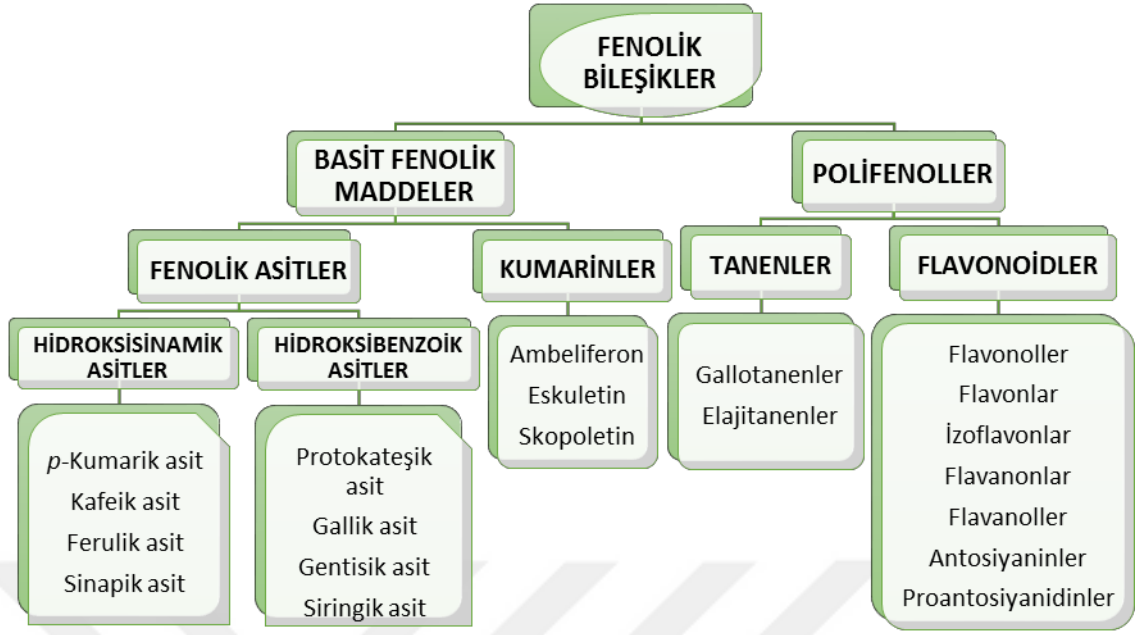 FENOLİK
BİLEŞİKLER
BASİT FENOLİK
MADDELER
POLİFENOLLER
FENOLİK ASİTLER
KUMARİNLER
TANENLER
FLAVONOİDLER
HİDROKSİSİNAMİK
ASİTLER
HİDROKSİBENZOİK
ASİTLER
p-Kumarik asit
Kafeik asit
Ferulik asit
Sinapik asit
Protokateşik
asit
Gallik asit
Gentisik asit
Siringik asit
Ambeliferon
Eskuletin
Skopoletin
Gallotanenler
Elajitanenler
Flavonoller
Flavonlar
İzoflavonlar
Flavanonlar
Flavanoller
Antosiyaninler
Proantosiyanidinler